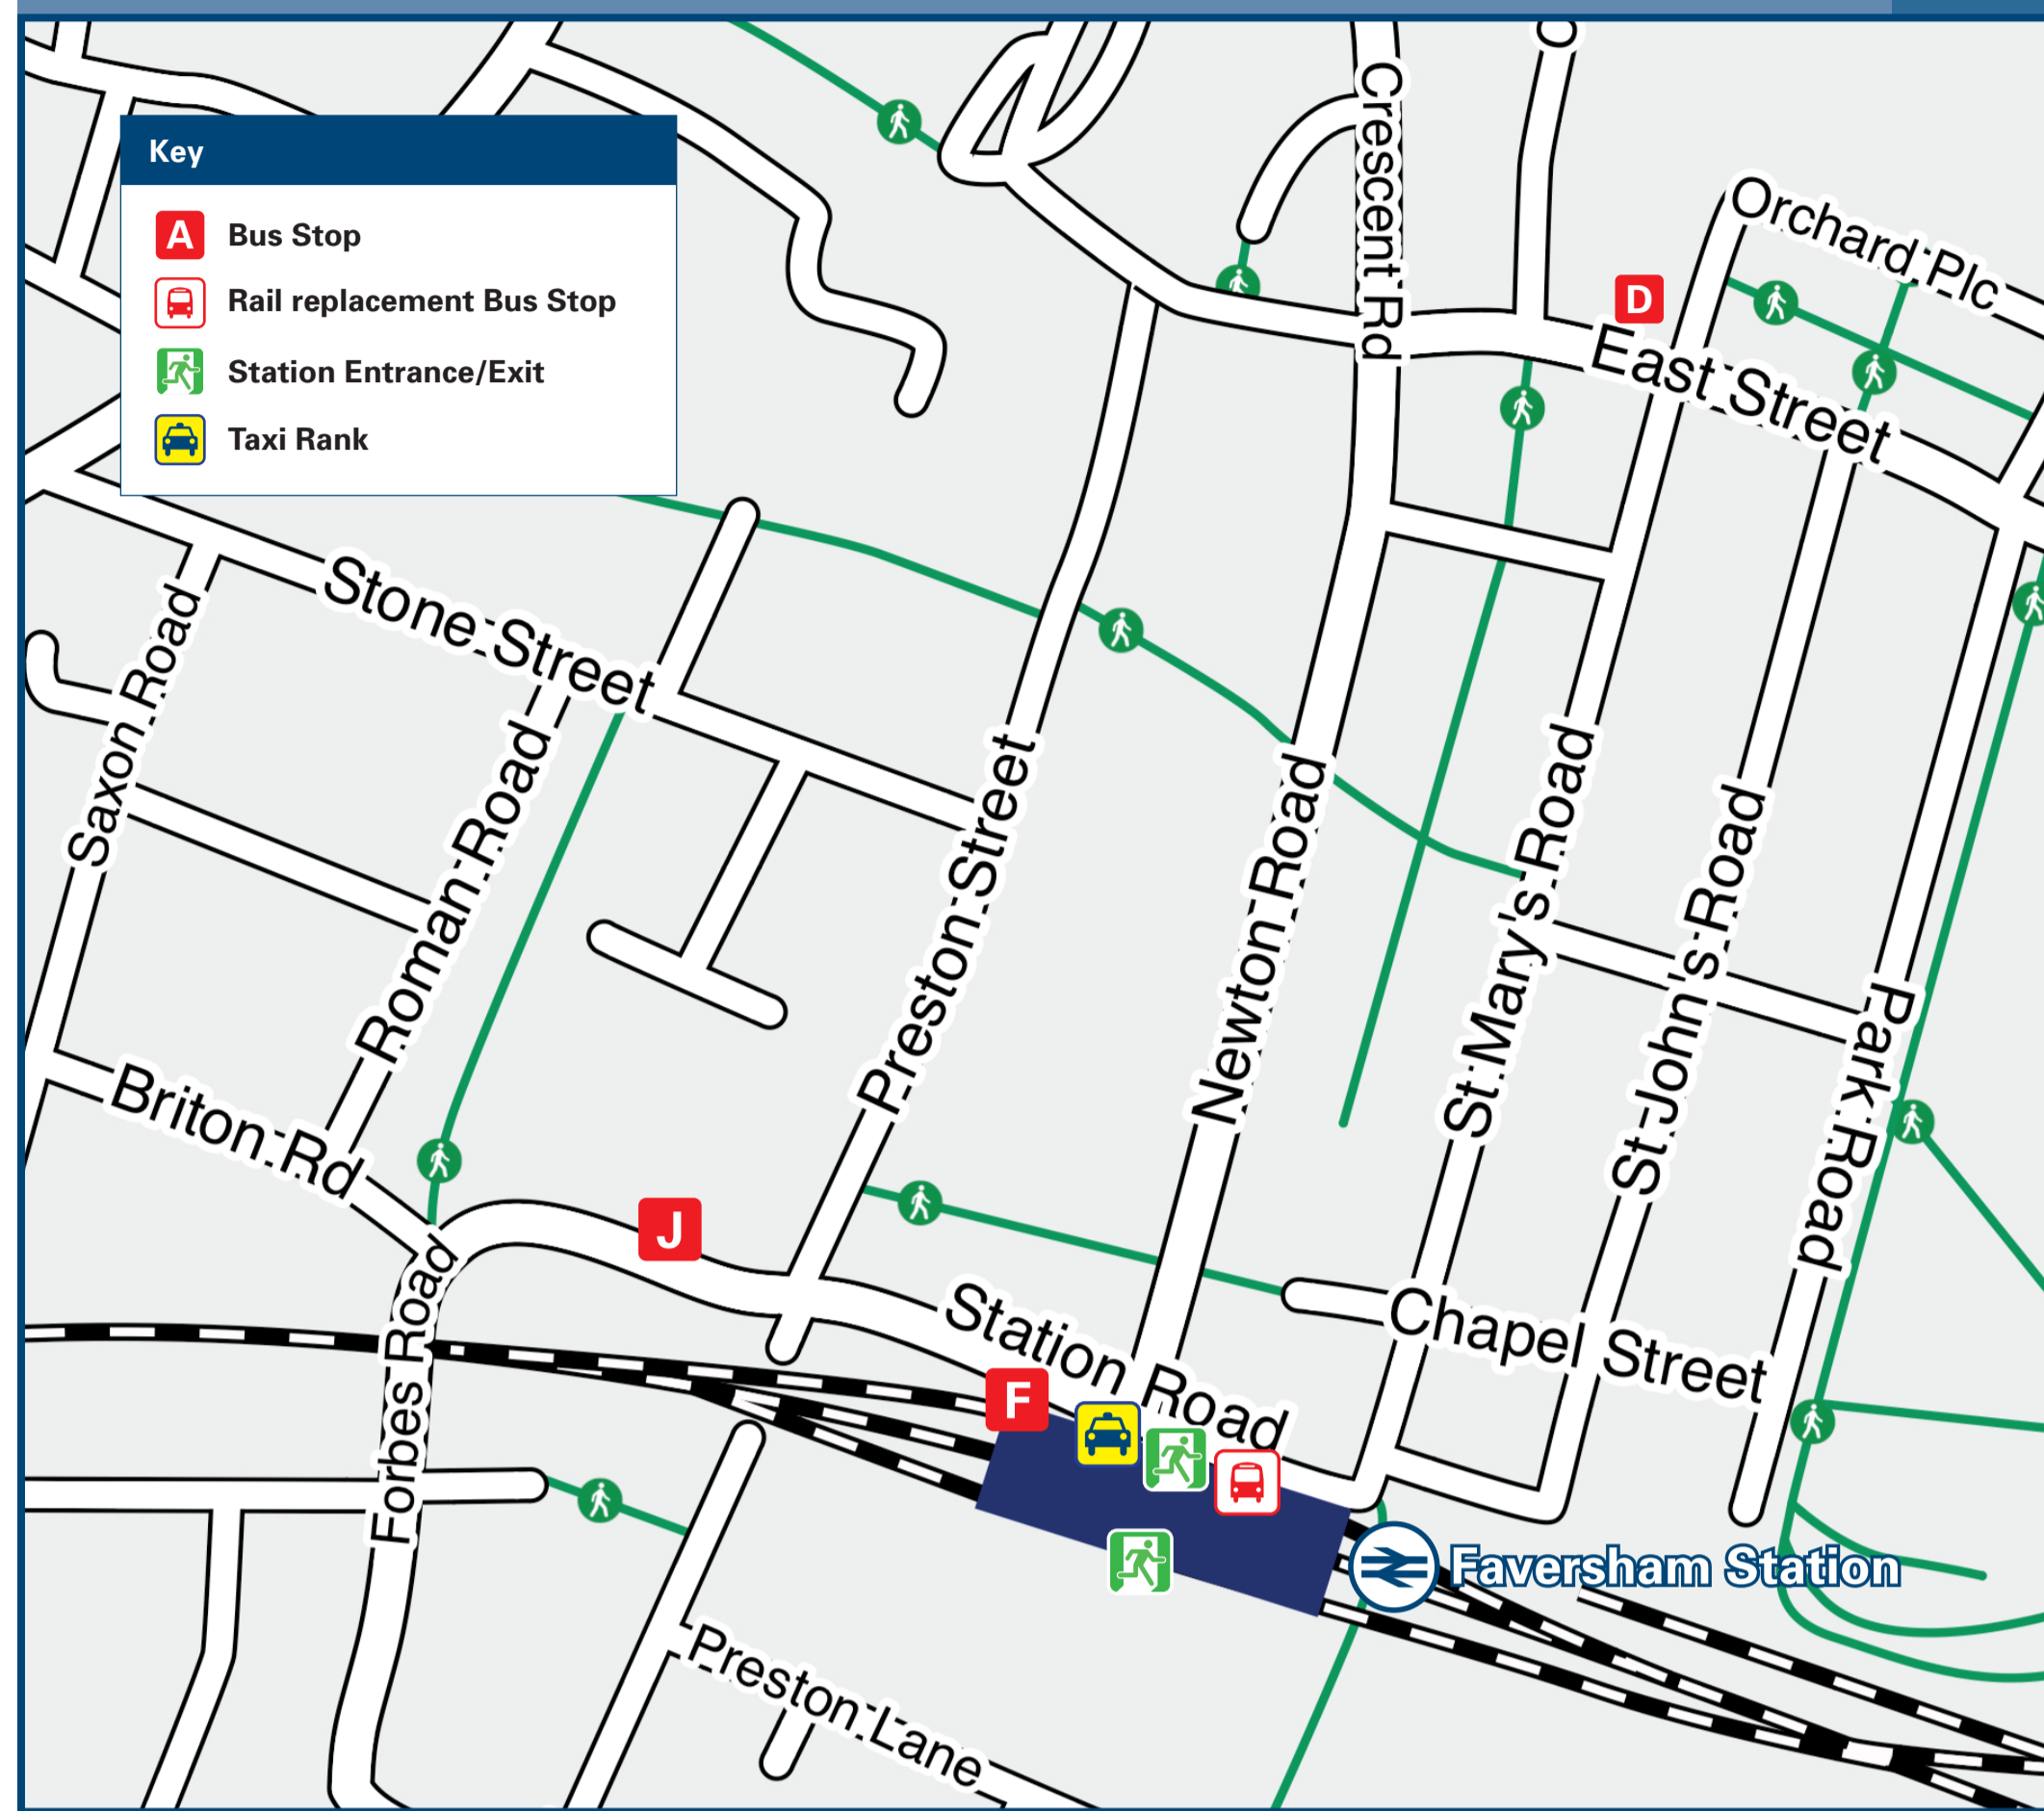 Key
A Bus Stop
Rail replacement Bus Stop
Station Entrance/Exit
Taxi Rank
Crescent Rd
Orchard Plc
D
East Street
Stone Street
Saxon Road
Roman Road
Preston Street
Newton Road
St Mary's Road
St John's Road
Park Road
Briton Rd
J
Forbes Road
Station Road
Chapel Street
F
Faversham Station
Preston Lane